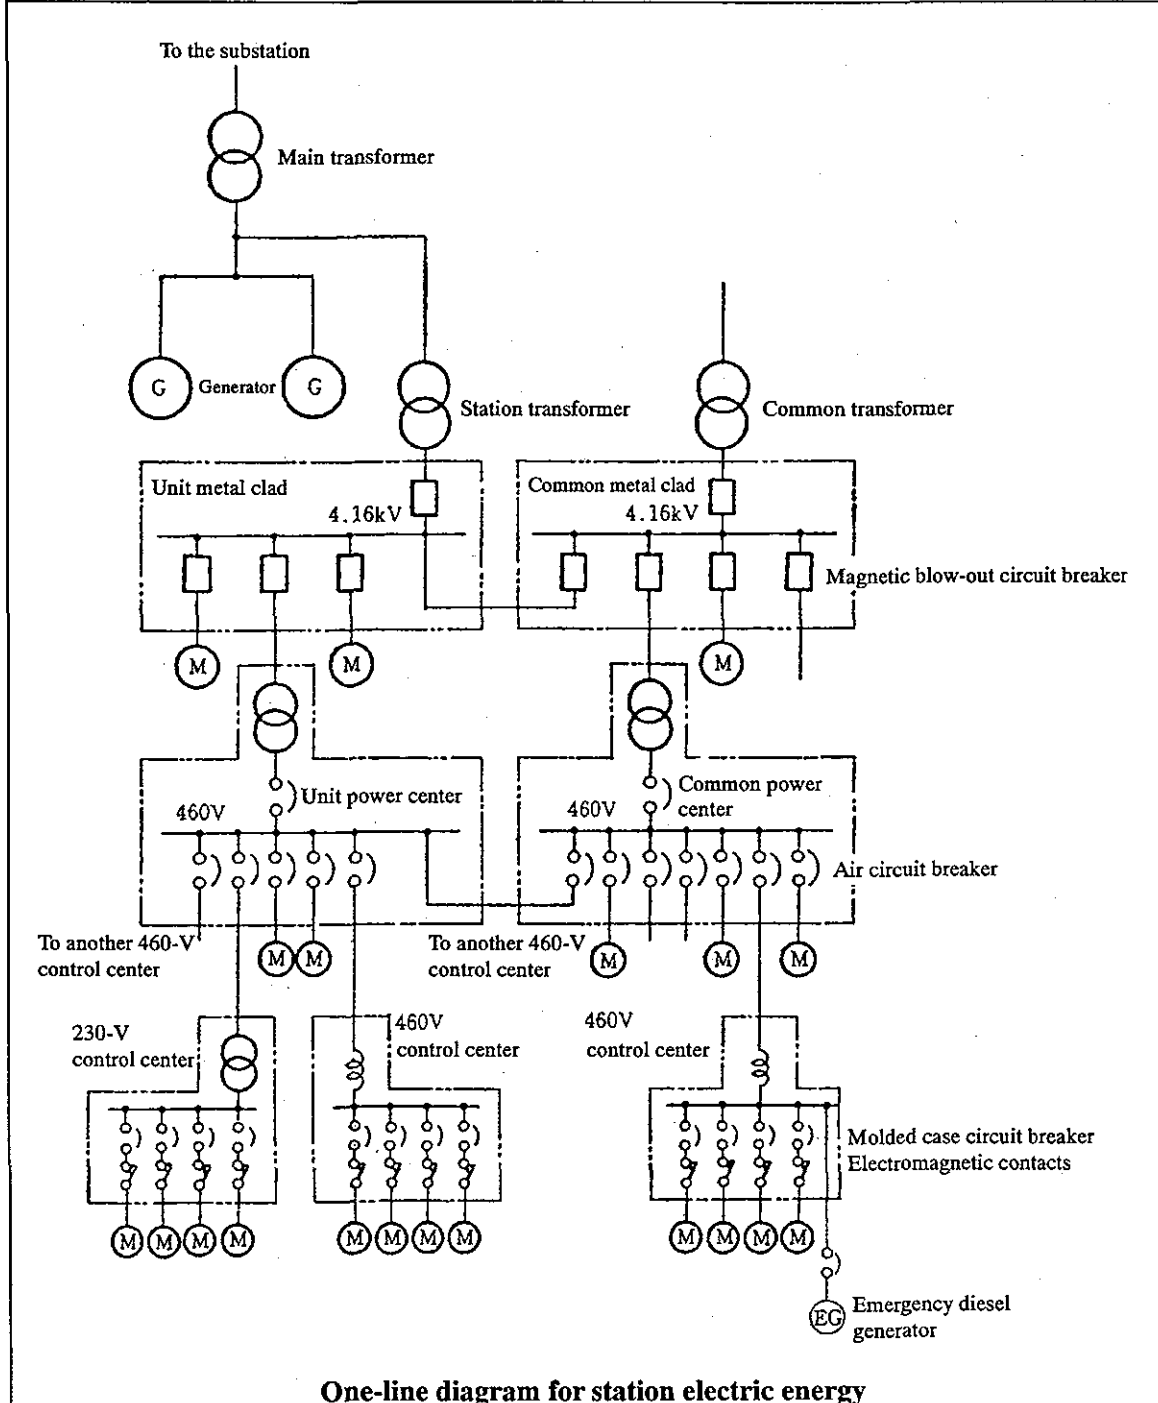 To the substation
Main transformer
G
Generator
G
Station transformer
Common transformer
Unit metal clad
4.16kV
Common metal clad
4.16kV
Magnetic blow-out circuit breaker
M
M
M
Unit power center
460V
Common power
center
460V
Air circuit breaker
To another 460-V
control center
M
M
To another 460-V
control center
M
M
M
230-V
control center
460V
control center
460V
control center
Molded case circuit breaker
Electromagnetic contacts
M
M
M
M
M
M
M
M
M
M
M
M
EG
Emergency diesel
generator
One-line diagram for station electric energy